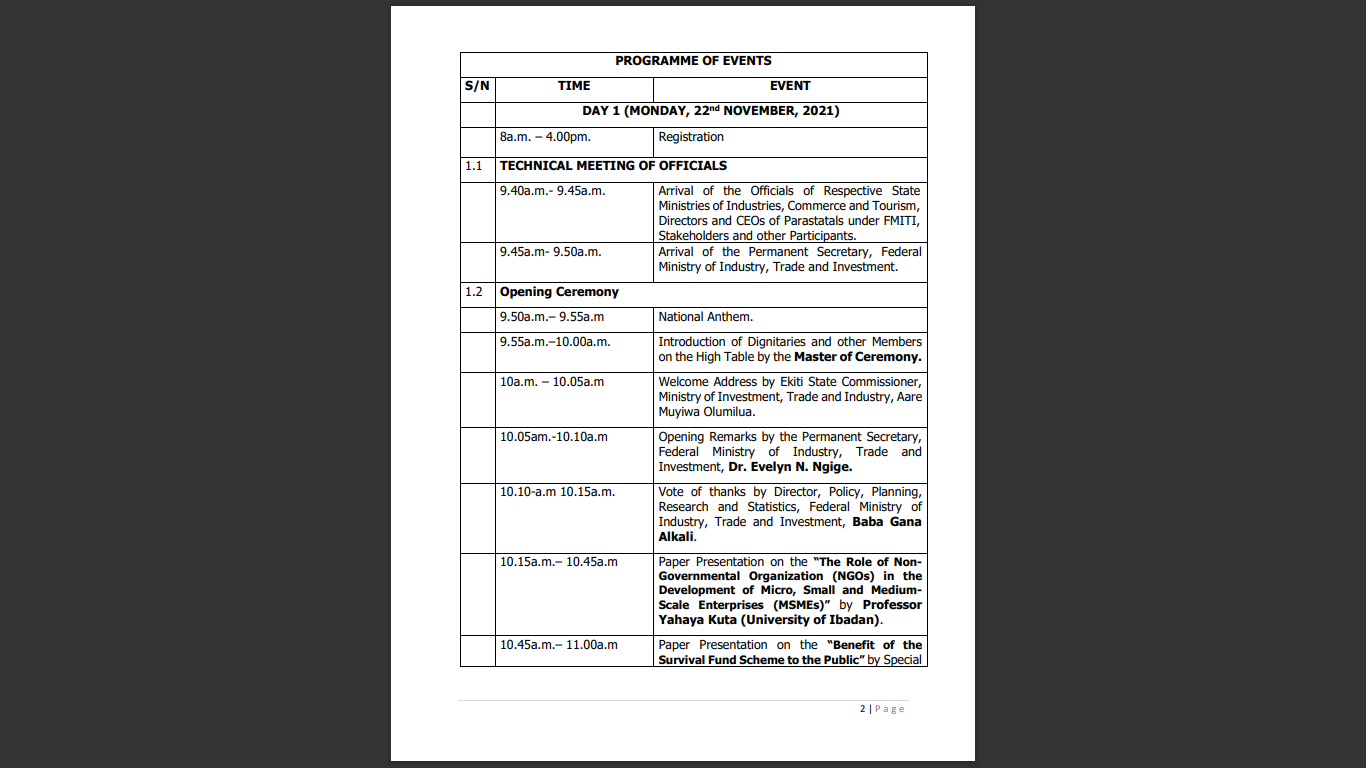 PROGRAMME OF EVENTS
S/N TIME EVENT
DAY 1 (MONDAY, 22nd NOVEMBER, 2021)
8a.m. – 4.00pm. Registration
1.1 TECHNICAL MEETING OF OFFICIALS
9.40a.m.- 9.45a.m. Arrival of the Officials of Respective State
Ministries of Industries, Commerce and Tourism,
Directors and CEOs of Parastatals under FMITI,
Stakeholders and other Participants.
9.45a.m- 9.50a.m. Arrival of the Permanent Secretary, Federal
Ministry of Industry, Trade and Investment.
1.2 Opening Ceremony
9.50a.m.– 9.55a.m National Anthem.
9.55a.m.–10.00a.m. Introduction of Dignitaries and other Members
on the High Table by the Master of Ceremony.
10a.m. – 10.05a.m Welcome Address by Ekiti State Commissioner,
Ministry of Investment, Trade and Industry, Aare
Muyiwa Olumilua.
10.05am.-10.10a.m Opening Remarks by the Permanent Secretary,
Federal Ministry of Industry, Trade and
Investment, Dr. Evelyn N. Ngige.
10.10-a.m 10.15a.m. Vote of thanks by Director, Policy, Planning,
Research and Statistics, Federal Ministry of
Industry, Trade and Investment, Baba Gana
Alkali.
10.15a.m.– 10.45a.m Paper Presentation on the “The Role of Non-
Governmental Organization (NGOs) in the
Development of Micro, Small and Medium-
Scale Enterprises (MSMEs)” by Professor
Yahaya Kuta (University of Ibadan).
10.45a.m.– 11.00a.m Paper Presentation on the “Benefit of the
Survival Fund Scheme to the Public” by Special
2 | Page